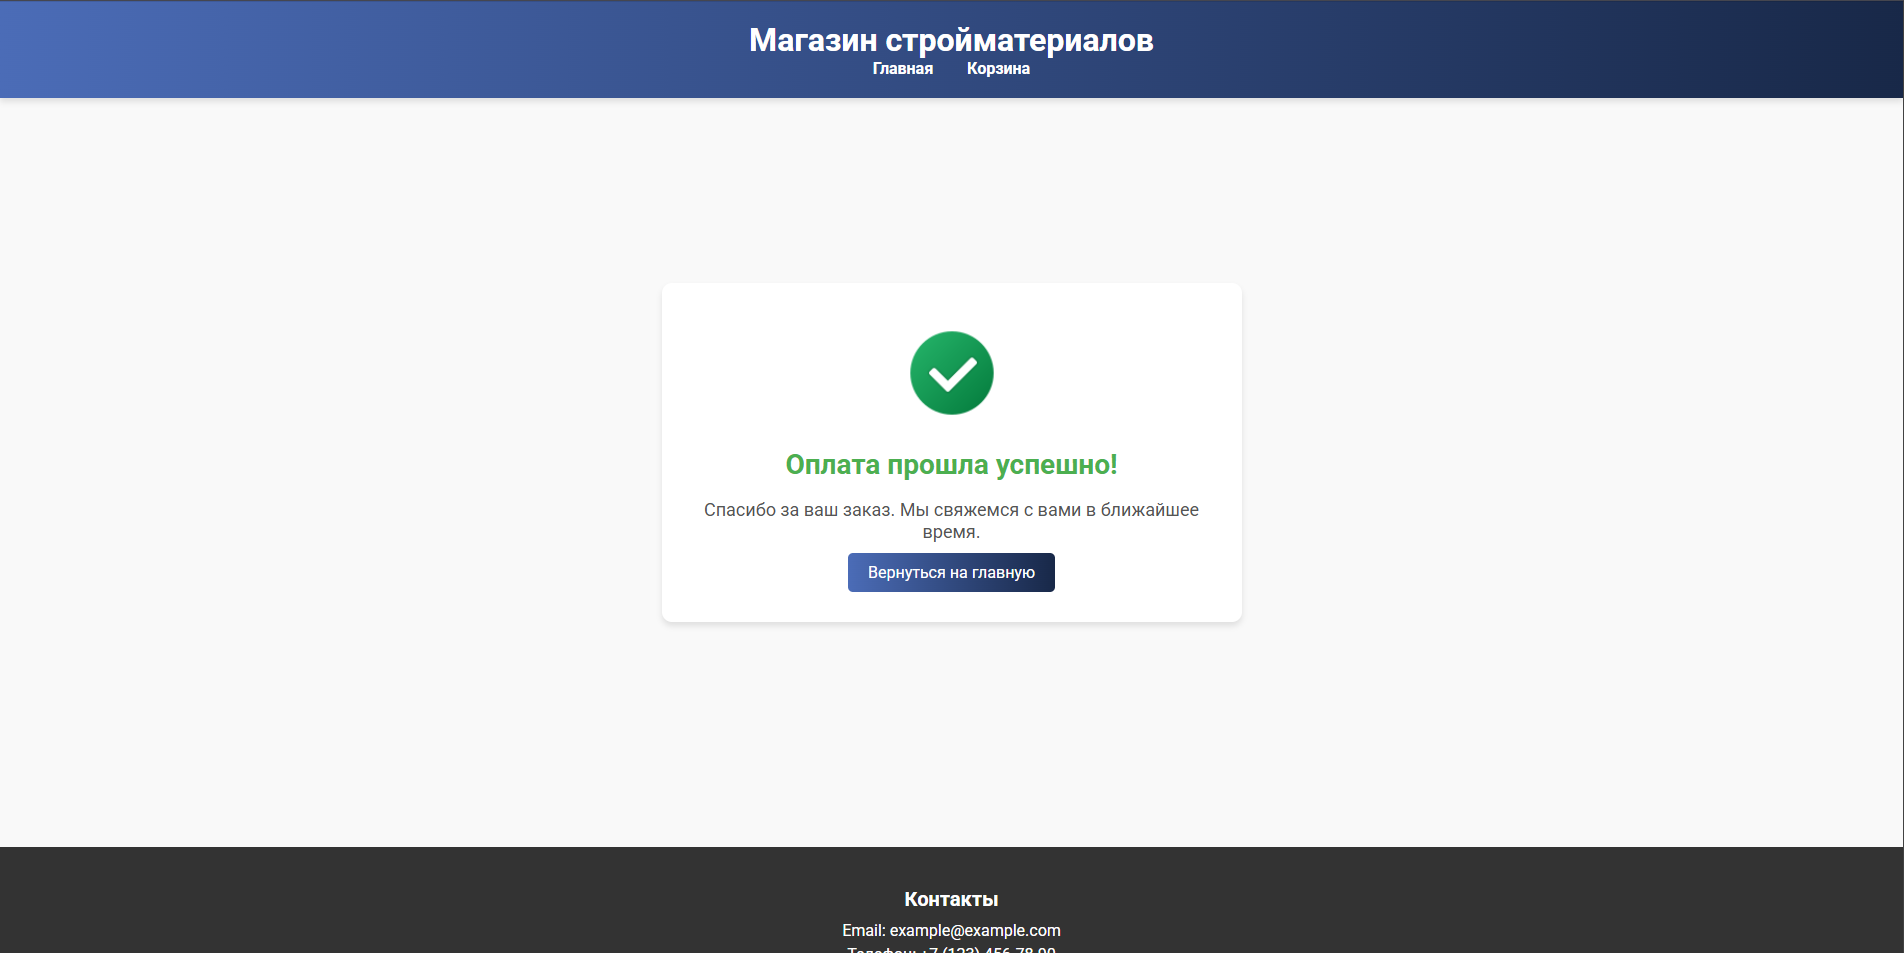 Магазин стройматериалов
Главная Корзина
Оплата прошла успешно!
Спасибо за ваш заказ. Мы свяжемся с вами в ближайшее
время.
Вернуться на главную
Контакты
Email: example@example.com